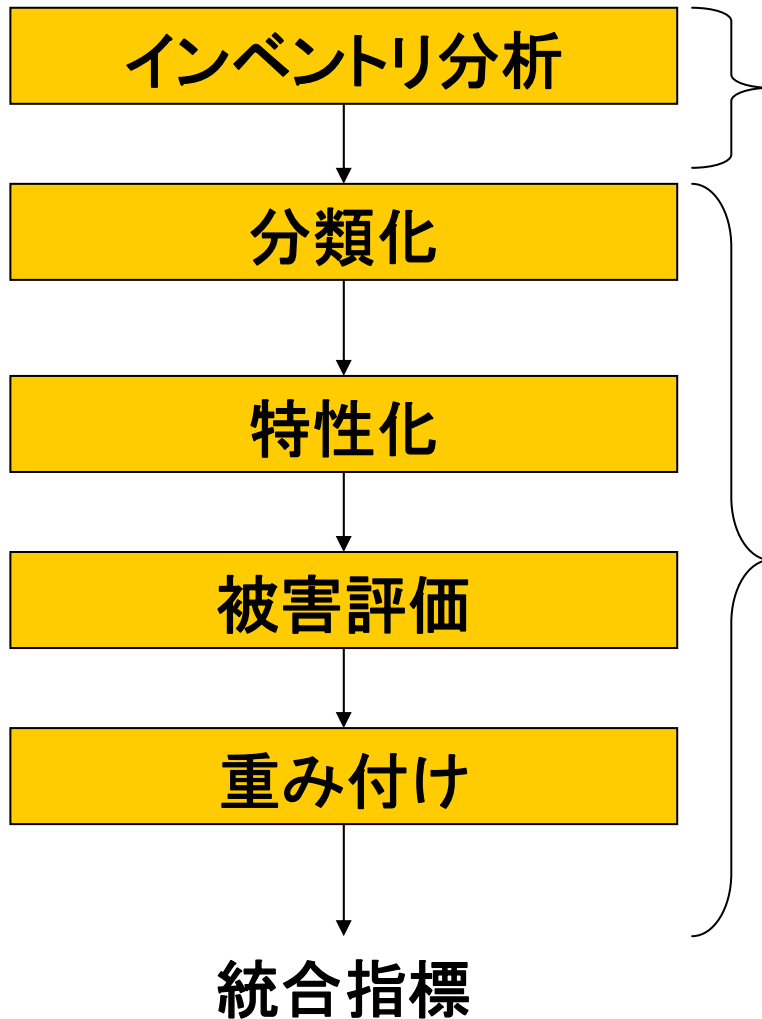 インベントリ分析
分類化
特性化
被害評価
重み付け
統合指標